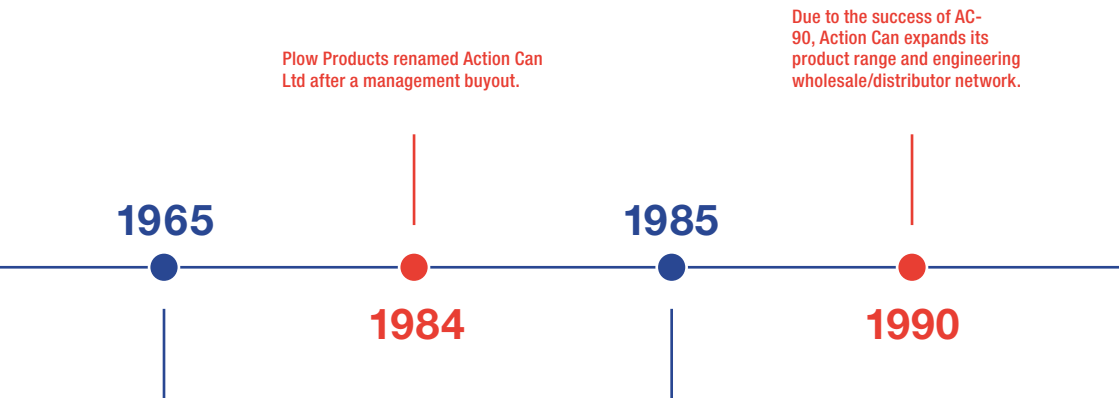 Due to the success of AC-
90, Action Can expands its
product range and engineering
wholesale/distributor network.
Plow Products renamed Action Can
Ltd after a management buyout.
1965
1985
1984
1990